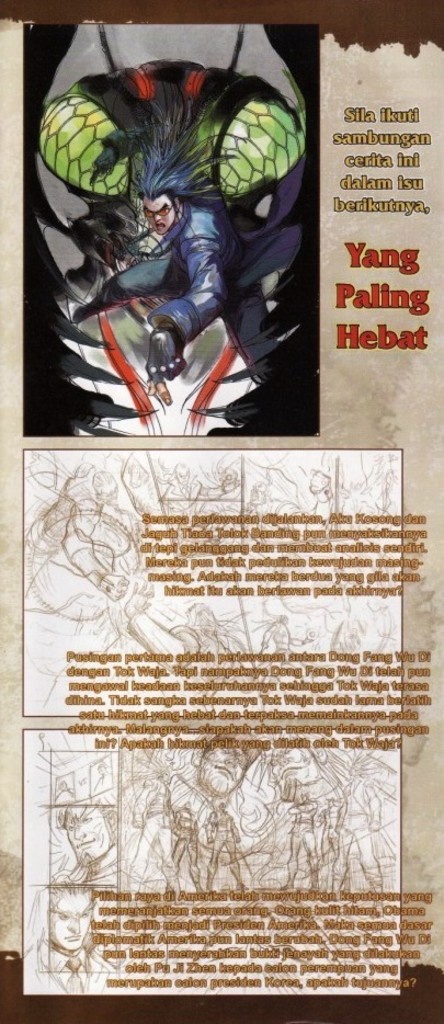 Sila ikuti
sambungan
cerita ini
dalam isu
berikutnya,
Yang
Paling
Hebat
Semasa perlawanan dijalankan, Aku Kosong dan
Jaguh Tiada Tolok Banding pun menyaksikannya
di tepi gelanggang dan membuat analisis sendiri.
Mereka pun tidak pedulikan kewujudan masing-
masing. Adakah mereka berdua yang gila akan
hikmat itu akan berlawan pada akhirnya?
Pusingan pertama adalah perlawanan antara Dong Fang Wu Di
dengan Tok Waja. Tapi nampaknya Dong Fang Wu Di telah pun
mengawal keadaan keseluruhannya sehingga Tok Waja terasa
dihina. Tidak sangka sebenarnya Tok Waja sudah lama berlatih
satu hikmat yang hebat dan terpaksa memainkannya pada
akhirnya. Malangnya siapakah akan menang dalam pusingan
ini? Apakah hikmat pelik yang dilatih oleh Tok Waja?
Pilihan raya di Amerika telah mewujudkan keputusan yang
memeranjatkan semua orang. Orang kulit hitam, Obama
telah dipilih menjadi Presiden Amerika. Maka semua dasar
diplomatik Amerika pun lantas berubah. Dong Fang Wu Di
pun lantas menyerahkan bukti jenayah yang dilakukan
oleh Pu Ji Zhen kepada calon perempuan yang
merupakan calon presiden Korea, apakah tujuannya?